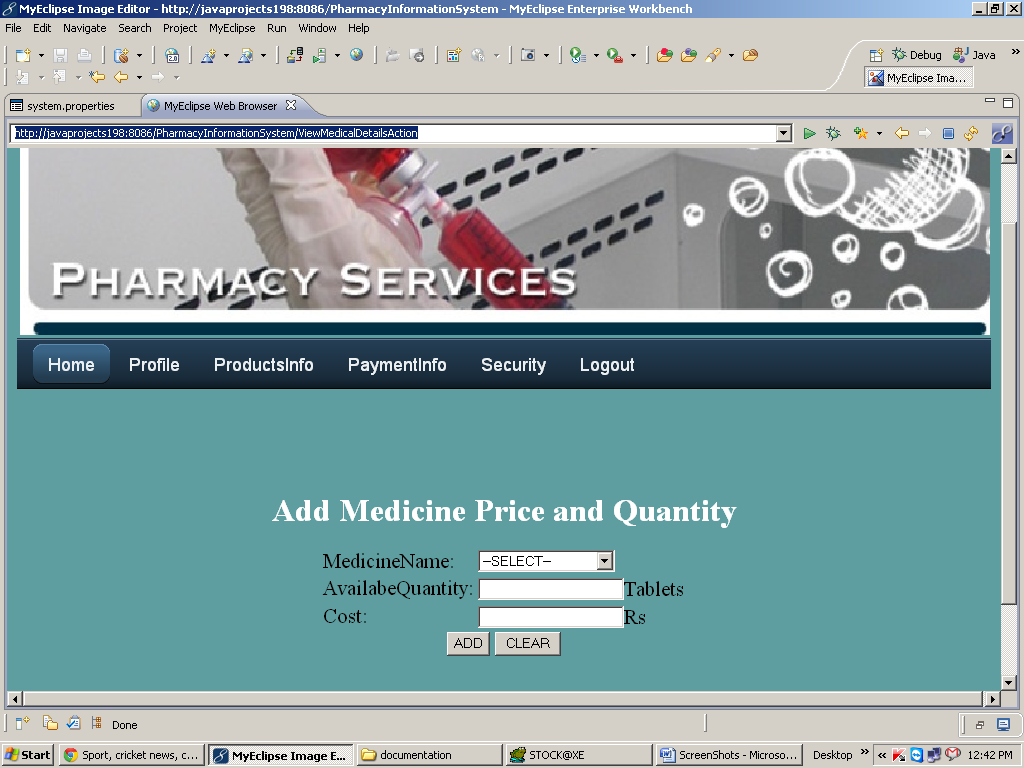 MyEclipse Image Editor - http://javaprojects198:8086/PharmacyInformationSystem - MyEclipse Enterprise Workbench
File Edit Navigate Search Project MyEclipse Run Window Help
2.0
Debug Java »
MyEclipse Ima...
system.properties MyEclipse Web Browser
http://javaprojects198:8086/PharmacyInformationSystem/ViewMedicalDetailsAction
PHARMACY SERVICES
Home Profile ProductsInfo PaymentInfo Security Logout
Add Medicine Price and Quantity
MedicineName: --SELECT--
AvailabeQuantity: Tablets
Cost: Rs
ADD CLEAR
Done
Start Sport, cricket news, c... MyEclipse Image E... documentation STOCK@XE ScreenShots - Microso... Desktop » « 12:42 PM